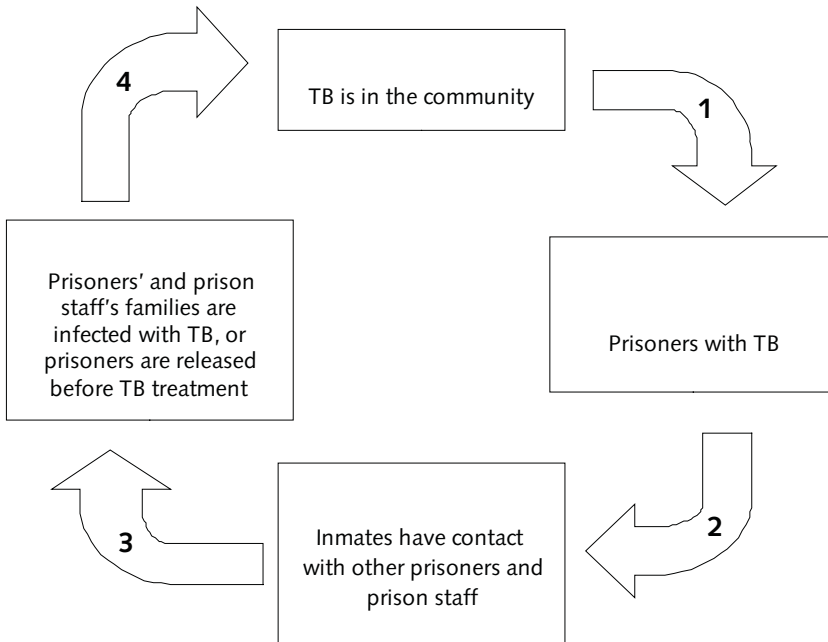 TB is in the community
1
Prisoners with TB
2
Inmates have contact
with other prisoners and
prison staff
3
Prisoners’ and prison
staff’s families are
infected with TB, or
prisoners are released
before TB treatment
4